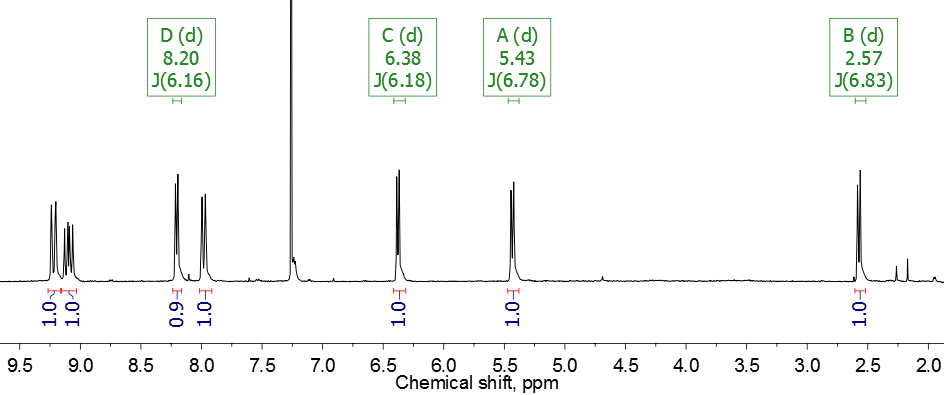 D (d)
8.20
J(6.16)
C (d)
6.38
J(6.18)
A (d)
5.43
J(6.78)
B (d)
2.57
J(6.83)
1.0
1.0
0.9
1.0
1.0
1.0
1.0
9.5 9.0 8.5 8.0 7.5 7.0 6.5 6.0 5.5 5.0 4.5 4.0 3.5 3.0 2.5 2.0
Chemical shift, ppm